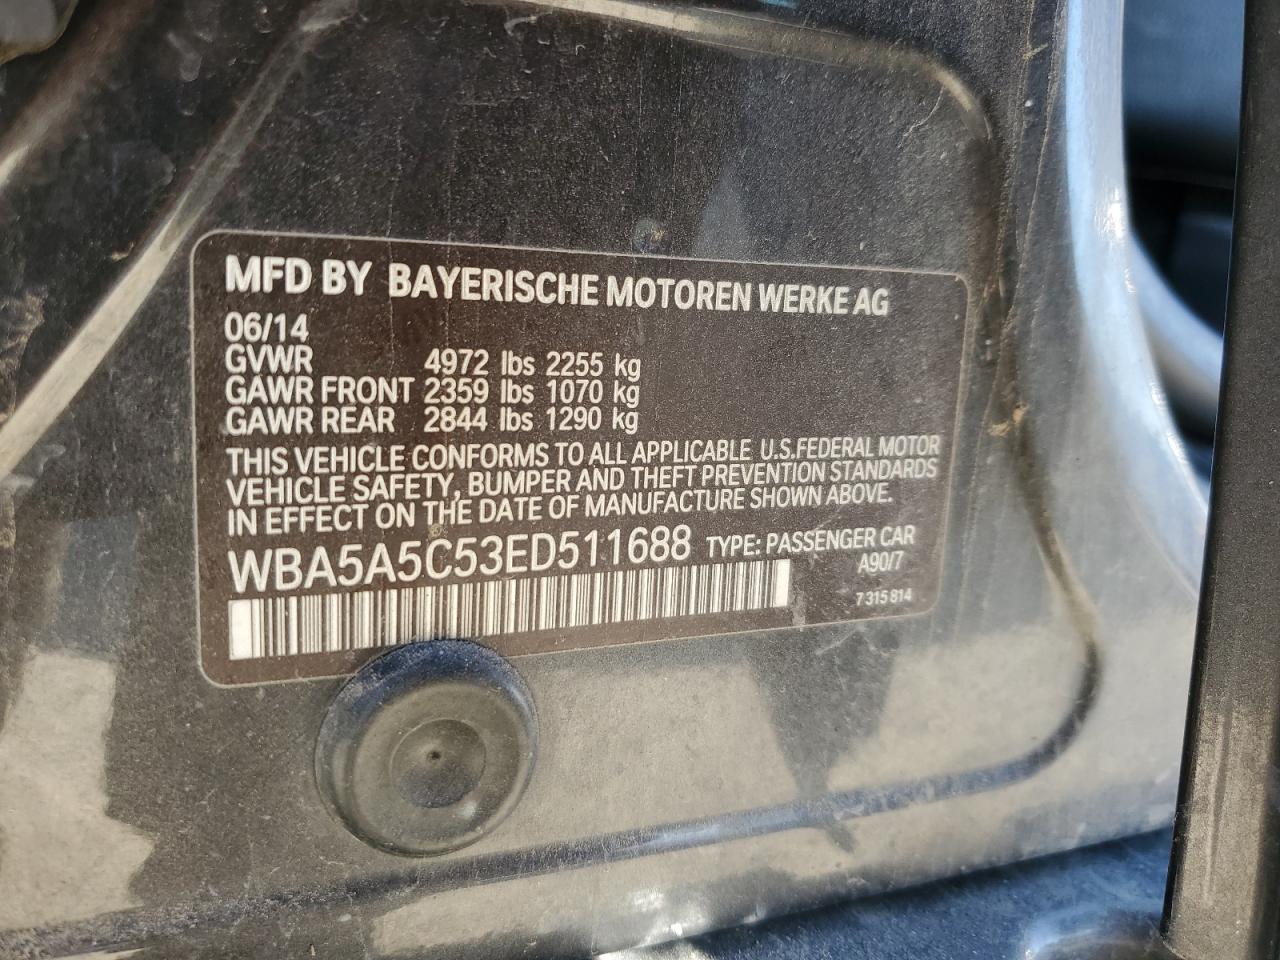 MFD BY BAYERISCHE MOTOREN WERKE AG
06/14
GVWR 4972 lbs 2255 kg
GAWR FRONT 2359 lbs 1070 kg
GAWR REAR 2844 lbs 1290 kg
THIS VEHICLE CONFORMS TO ALL APPLICABLE U.S.FEDERAL MOTOR
VEHICLE SAFETY, BUMPER AND THEFT PREVENTION STANDARDS
IN EFFECT ON THE DATE OF MANUFACTURE SHOWN ABOVE.
WBA5A5C53ED511688 TYPE: PASSENGER CAR
A90/7
7 315 814